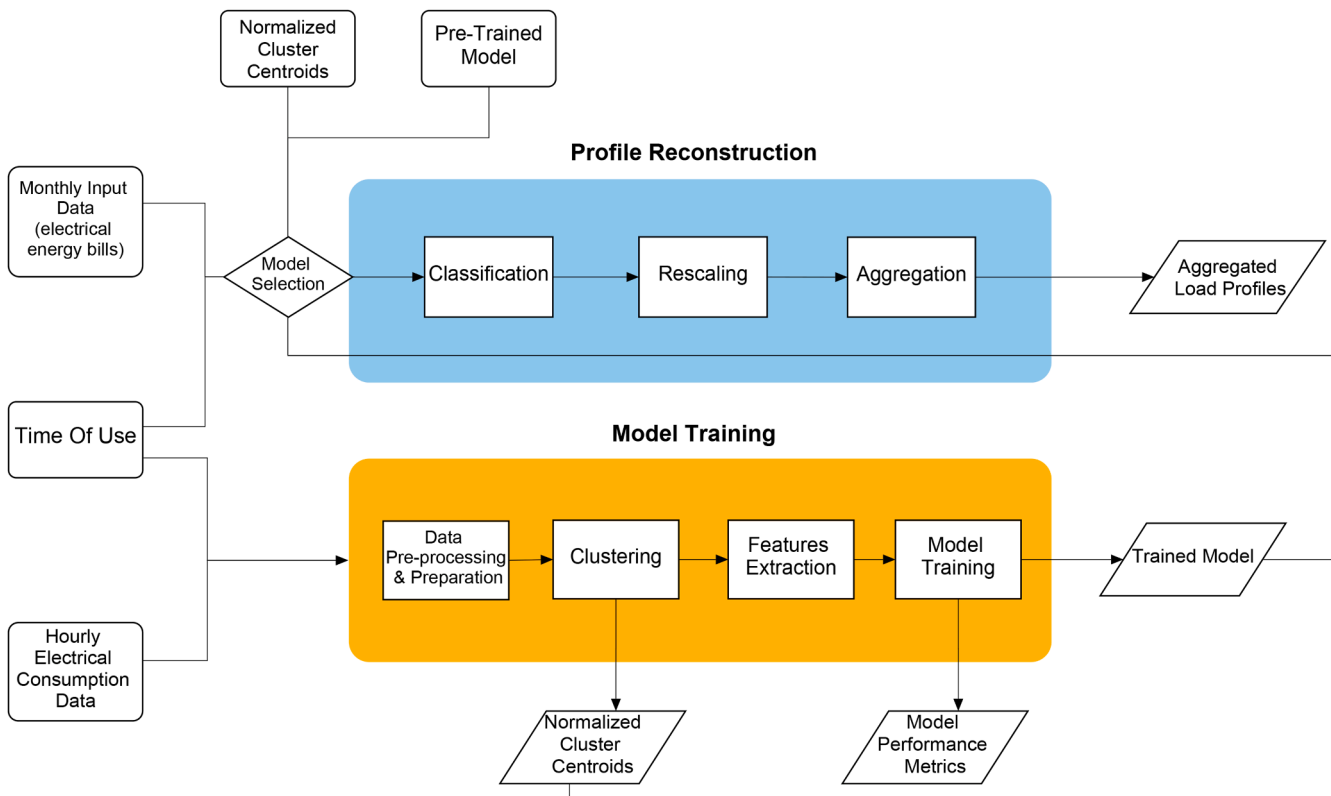 Normalized
Cluster
Centroids
Pre-Trained
Model
Profile Reconstruction
Monthly Input
Data
(electrical
energy bills)
Model
Selection
Classification
Rescaling
Aggregation
Aggregated
Load Profiles
Time Of Use
Model Training
Data
Pre-processing
& Preparation
Clustering
Features
Extraction
Model
Training
Trained Model
Hourly
Electrical
Consumption
Data
Normalized
Cluster
Centroids
Model
Performance
Metrics